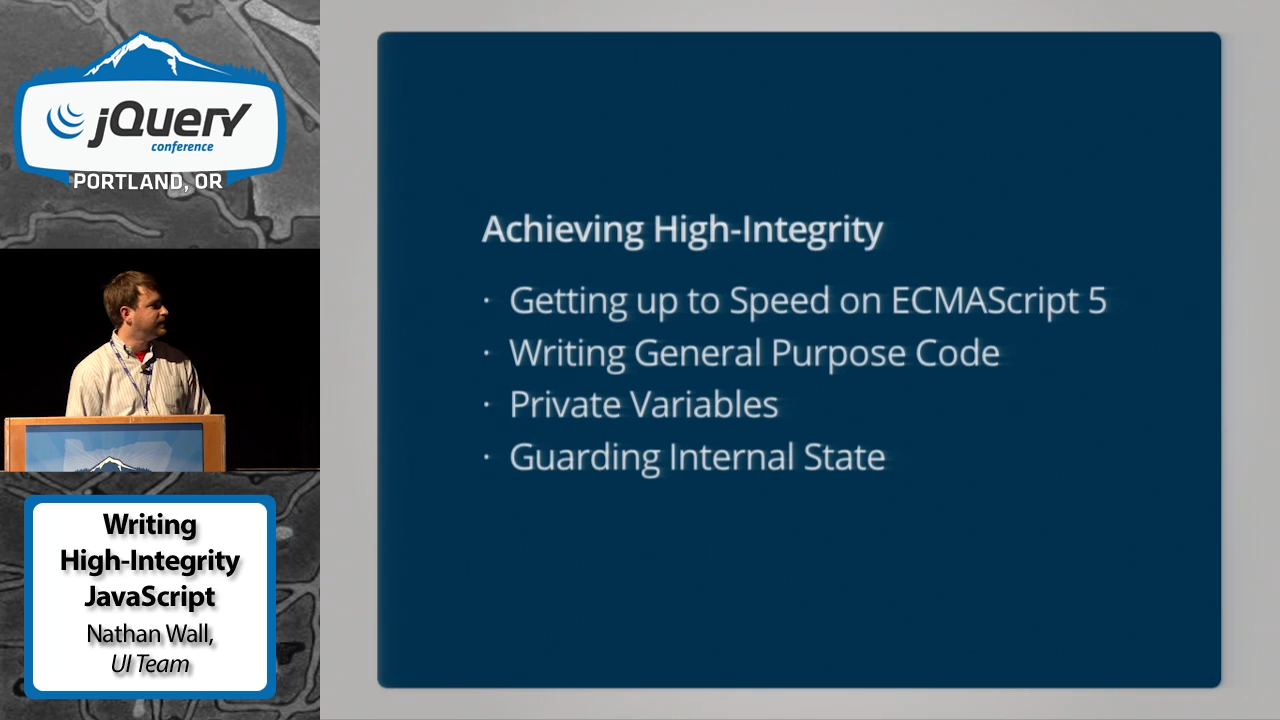 jQuery
conference
PORTLAND, OR
Writing
High-Integrity
JavaScript
Nathan Wall,
UI Team
Achieving High-Integrity
· Getting up to Speed on ECMAScript 5
· Writing General Purpose Code
· Private Variables
· Guarding Internal State